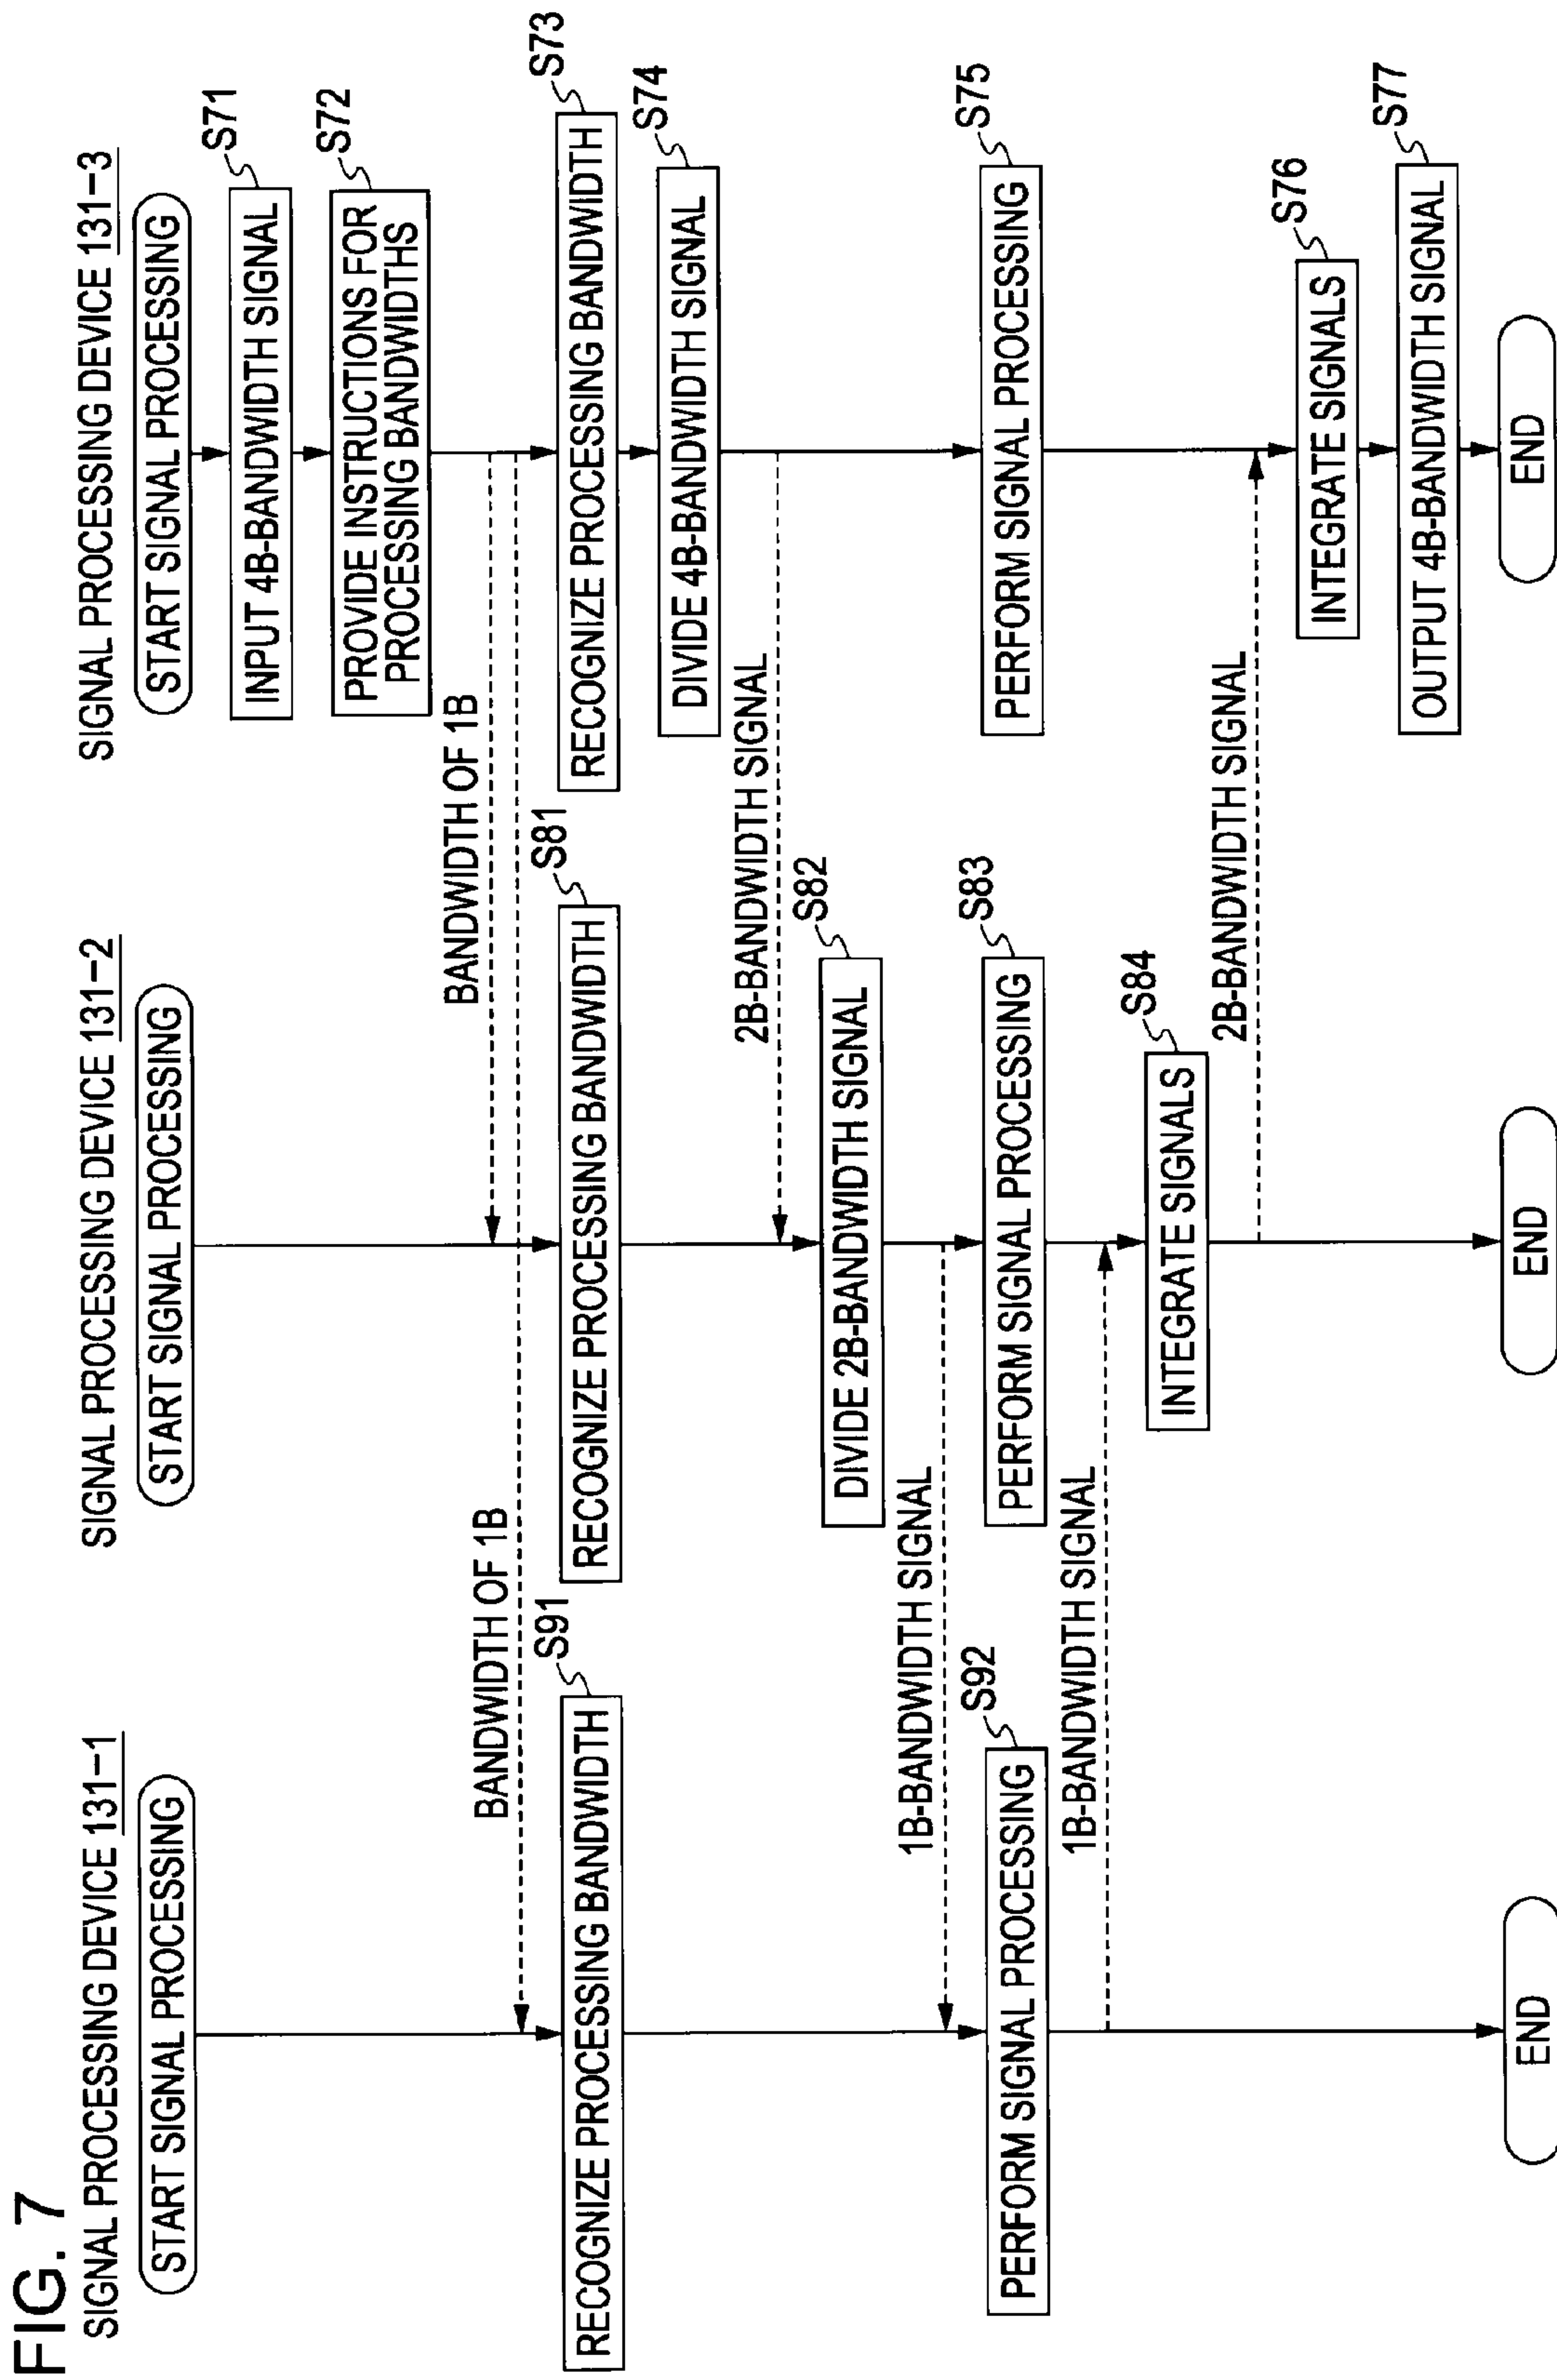 FIG. 7
SIGNAL PROCESSING DEVICE 131-1
START SIGNAL PROCESSING
BANDWIDTH OF 1B
S91
RECOGNIZE PROCESSING BANDWIDTH
1B-BANDWIDTH SIGNAL
S92
PERFORM SIGNAL PROCESSING
1B-BANDWIDTH SIGNAL
END
SIGNAL PROCESSING DEVICE 131-2
START SIGNAL PROCESSING
BANDWIDTH OF 1B
S81
RECOGNIZE PROCESSING BANDWIDTH
2B-BANDWIDTH SIGNAL
S82
DIVIDE 2B-BANDWIDTH SIGNAL
S83
PERFORM SIGNAL PROCESSING
S84
INTEGRATE SIGNALS
2B-BANDWIDTH SIGNAL
END
SIGNAL PROCESSING DEVICE 131-3
START SIGNAL PROCESSING
S71
INPUT 4B-BANDWIDTH SIGNAL
S72
PROVIDE INSTRUCTIONS FOR
PROCESSING BANDWIDTHS
S73
RECOGNIZE PROCESSING BANDWIDTH
S74
DIVIDE 4B-BANDWIDTH SIGNAL
S75
PERFORM SIGNAL PROCESSING
S76
INTEGRATE SIGNALS
S77
OUTPUT 4B-BANDWIDTH SIGNAL
END